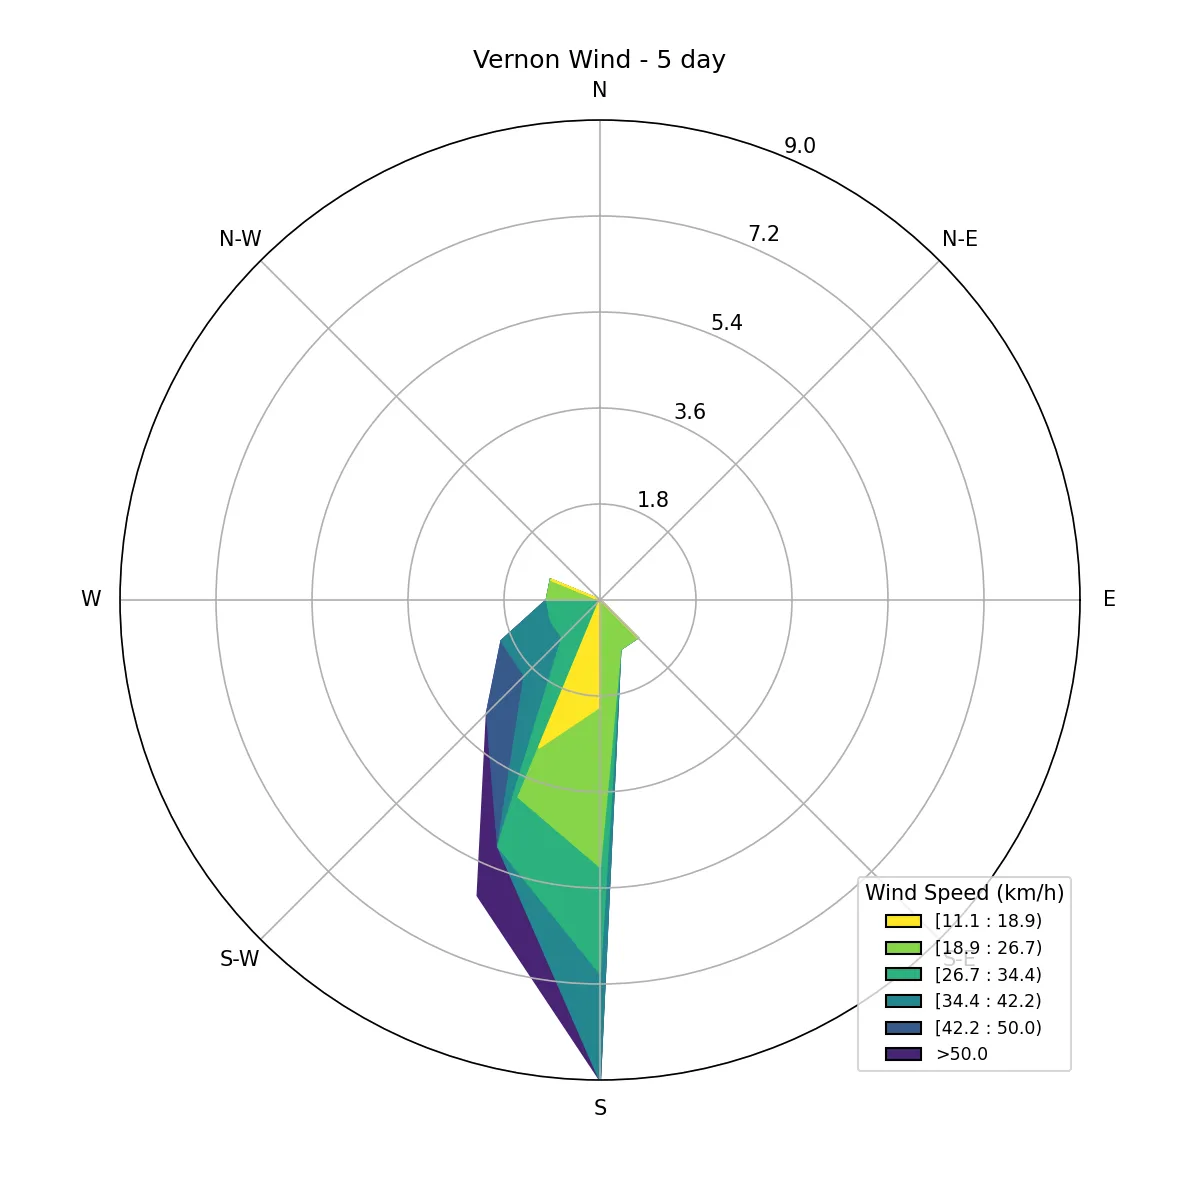 Vernon Wind - 5 day
N
9.0
7.2
N-W
N-E
5.4
3.6
1.8
W
E
Wind Speed (km/h)
[11.1 : 18.9)
[18.9 : 26.7)
S-W
S-E
[26.7 : 34.4)
[34.4 : 42.2)
[42.2 : 50.0)
>50.0
S